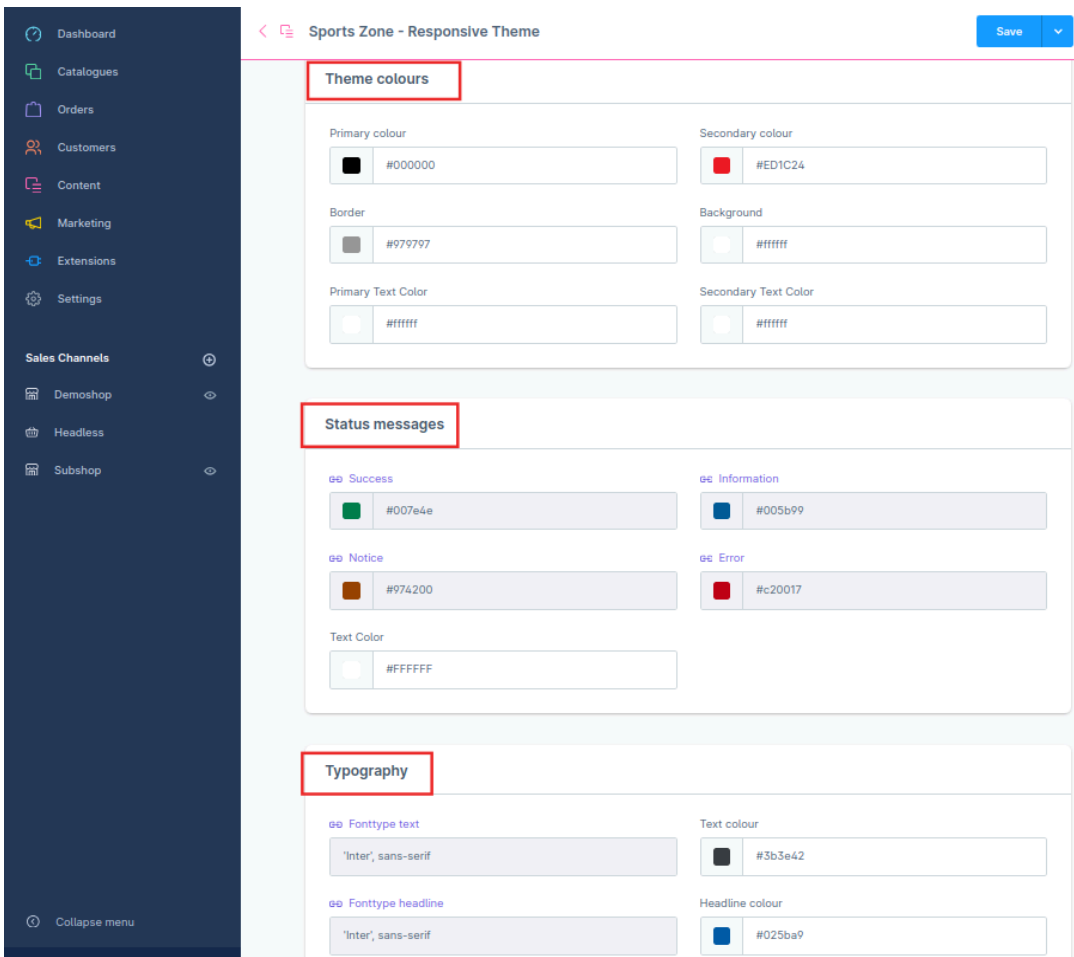 Dashboard
Catalogues
Orders
Customers
Content
Marketing
Extensions
Settings
Sales Channels
Demoshop
Headless
Subshop
Collapse menu
Sports Zone - Responsive Theme
Save
Theme colours
Primary colour
#000000
Secondary colour
#ED1C24
Border
#979797
Background
#ffffff
Primary Text Color
#ffffff
Secondary Text Color
#ffffff
Status messages
Success
#007e4e
Information
#005b99
Notice
#974200
Error
#c20017
Text Color
#FFFFFF
Typography
Fonttype text
'Inter', sans-serif
Text colour
#3b3e42
Fonttype headline
'Inter', sans-serif
Headline colour
#025ba9